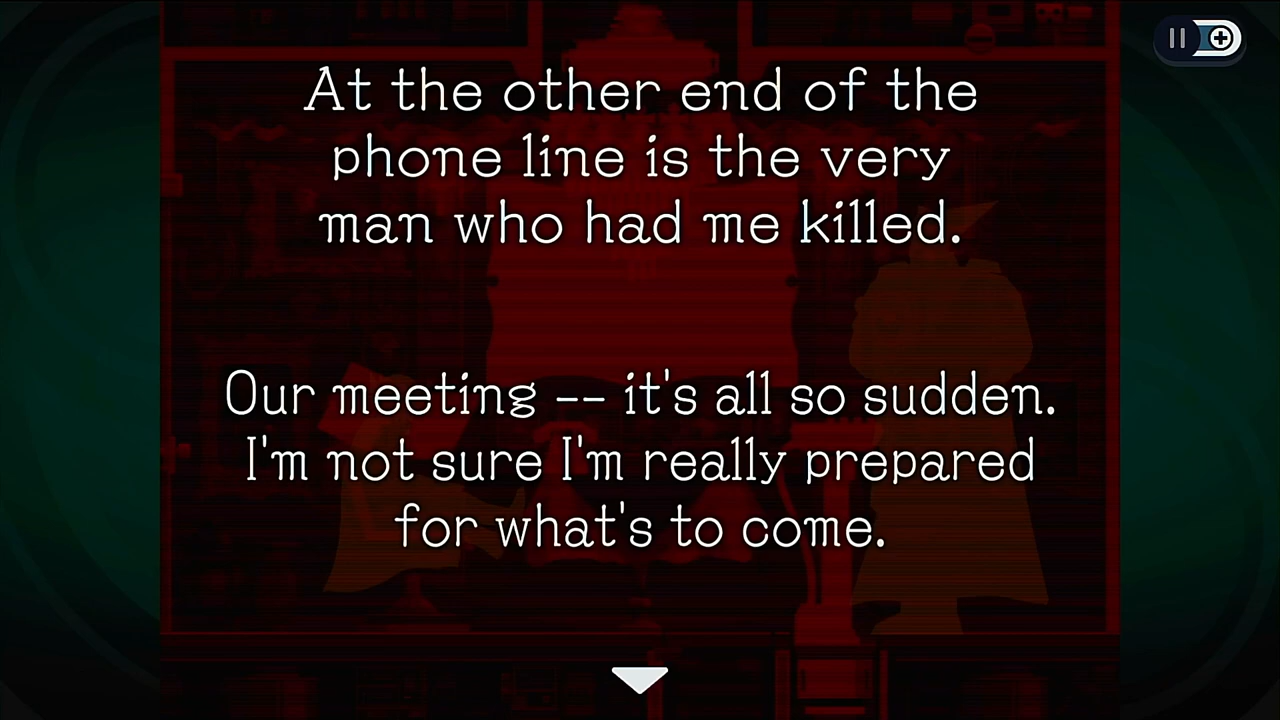 At the other end of the
phone line is the very
man who had me killed.
Our meeting -- it's all so sudden.
I'm not sure I'm really prepared
for what's to come.